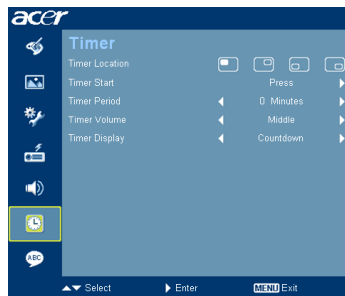 acer
Timer
Timer Location
Timer Start Press
Timer Period 0 Minutes
Timer Volume Middle
Timer Display Countdown
ABC
Select Enter MENU Exit